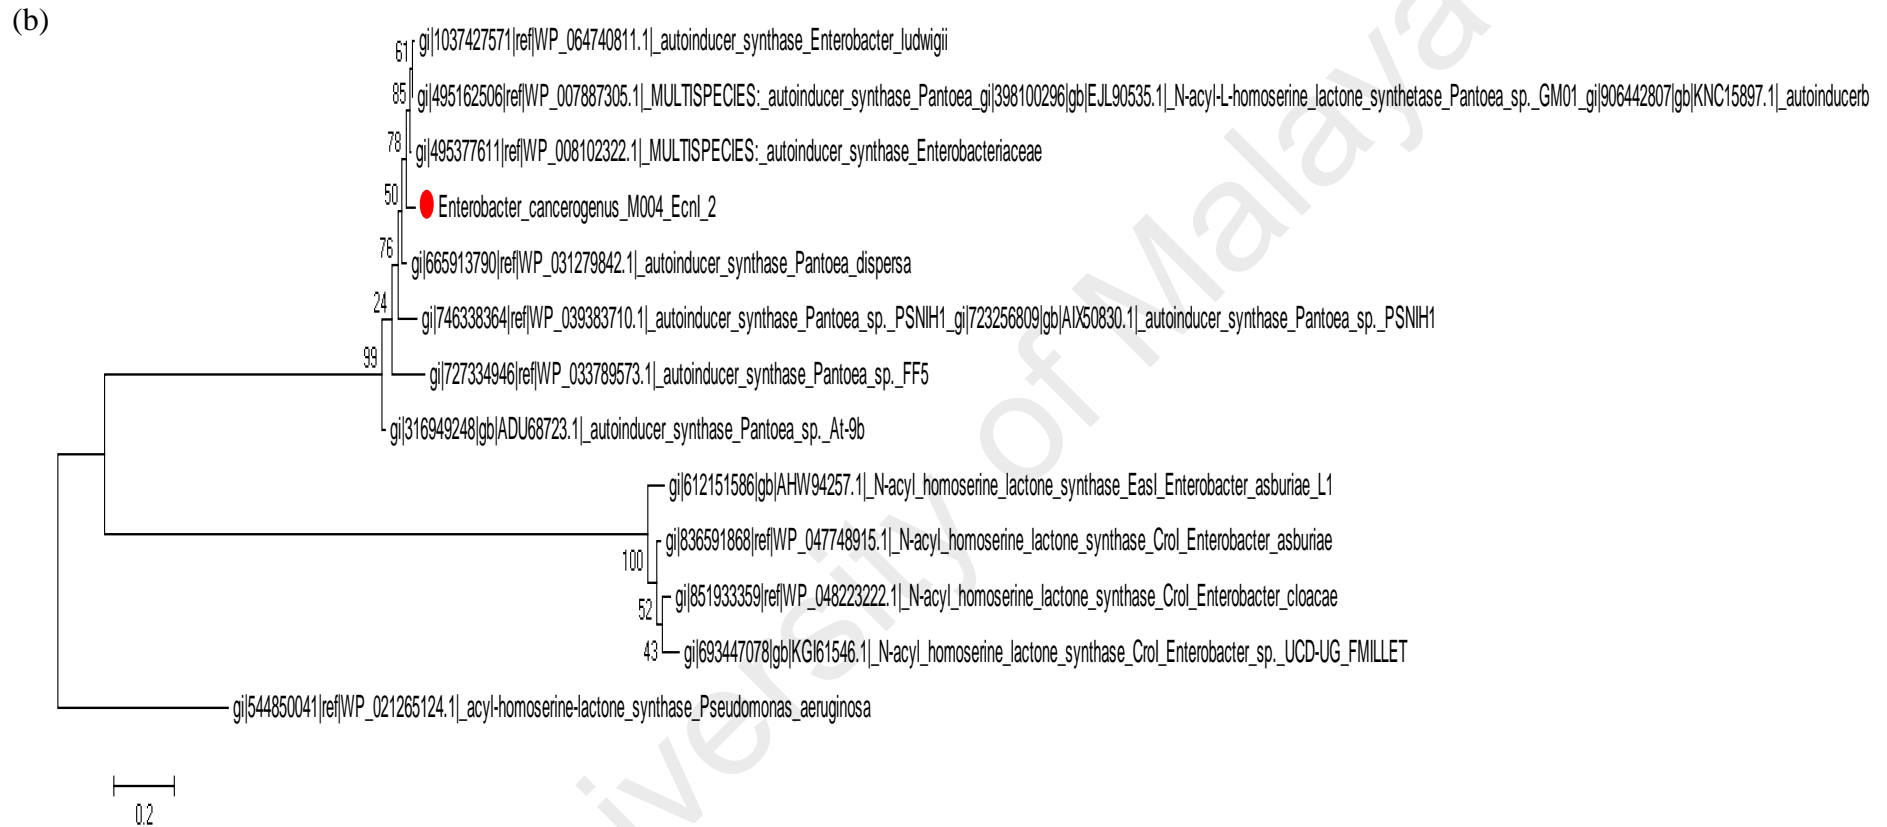 (b)
gi|1037427571|ref|WP_064740811.1|_autoinducer_synthase_Enterobacter_ludwigii
61
85
gi|495162506|ref|WP_007887305.1|_MULTISPECIES:_autoinducer_synthase_Pantoea_gi|398100296|gb|EJL90535.1|_N-acyl-L-homoserine_lactone_synthetase_Pantoea_sp._GM01_gi|906442807|gb|KNC15897.1|_autoinducerb
78
gi|495377611|ref|WP_008102322.1|_MULTISPECIES:_autoinducer_synthase_Enterobacteriaceae
50
Enterobacter_cancerogenus_M004_EcnI_2
76
gi|665913790|ref|WP_031279842.1|_autoinducer_synthase_Pantoea_dispersa
24
gi|746338364|ref|WP_039383710.1|_autoinducer_synthase_Pantoea_sp._PSNIH1_gi|723256809|gb|AIX50830.1|_autoinducer_synthase_Pantoea_sp._PSNIH1
99
gi|727334946|ref|WP_033789573.1|_autoinducer_synthase_Pantoea_sp._FF5
gi|316949248|gb|ADU68723.1|_autoinducer_synthase_Pantoea_sp._At-9b
gi|612151586|gb|AHW94257.1|_N-acyl_homoserine_lactone_synthase_EasI_Enterobacter_asburiae_L1
gi|836591868|ref|WP_047748915.1|_N-acyl_homoserine_lactone_synthase_CroI_Enterobacter_asburiae
100
gi|851933359|ref|WP_048223222.1|_N-acyl_homoserine_lactone_synthase_CroI_Enterobacter_cloacae
52
43
gi|693447078|gb|KGI61546.1|_N-acyl_homoserine_lactone_synthase_CroI_Enterobacter_sp._UCD-UG_FMILLET
gi|544850041|ref|WP_021265124.1|_acyl-homoserine-lactone_synthase_Pseudomonas_aeruginosa
0.2
iversity of Malaya